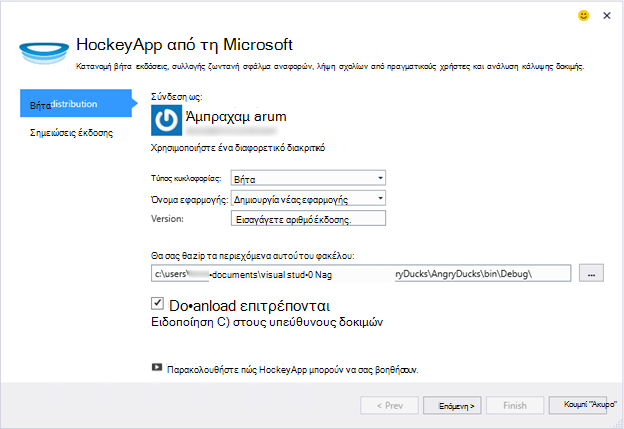 HockeyApp από τη Microsoft
Κατανομή βήτα εκδόσεις, συλλογής ζωντανή σφάλμα αναφορών, λήψη σχολίων από πραγματικούς χρήστες και ανάλυση κάλυψης δοκιμής.
Βήταdistribution
Σημειώσεις έκδοσης
Σύνδεση ως:
Άμπραχαμ arum
Χρησιμοποιήστε ένα διαφορετικό διακριτικό
Τύπος κυκλοφορίας: Βήτα
Όνομα εφαρμογής: Δημιουργία νέας εφαρμογής
Version: Εισαγάγετε αριθμό έκδοσης.
Θα σας θαzip τα περιεχόμενα αυτού του φακέλου:
c:\users\ •documents\visual stud•0 Nag ryDucks\AngryDucks\bin\Debug\ ...
Do•anload επιτρέπονται
Ειδοποίηση C) στους υπεύθυνους δοκιμών
Παρακολουθήστε πώς HockeyApp μπορούν να σας βοηθήσουν.
< Prev Επόμενη > Finish Κουμπί "Άκυρο"